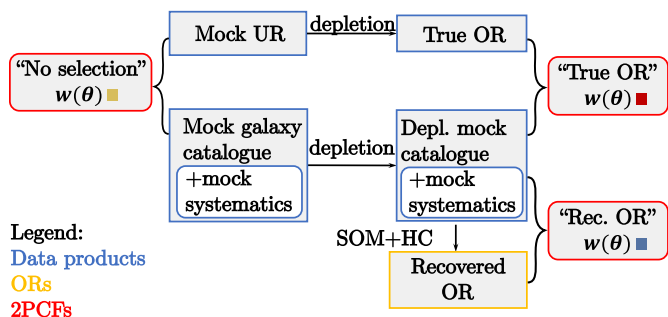 Mock UR
depletion
True OR
“No selection”
w(θ)
“True OR”
w(θ)
Mock galaxy
catalogue
+mock
systematics
depletion
Depl. mock
catalogue
+mock
systematics
“Rec. OR”
w(θ)
SOM+HC
Recovered
OR
Legend:
Data products
ORs
2PCFs